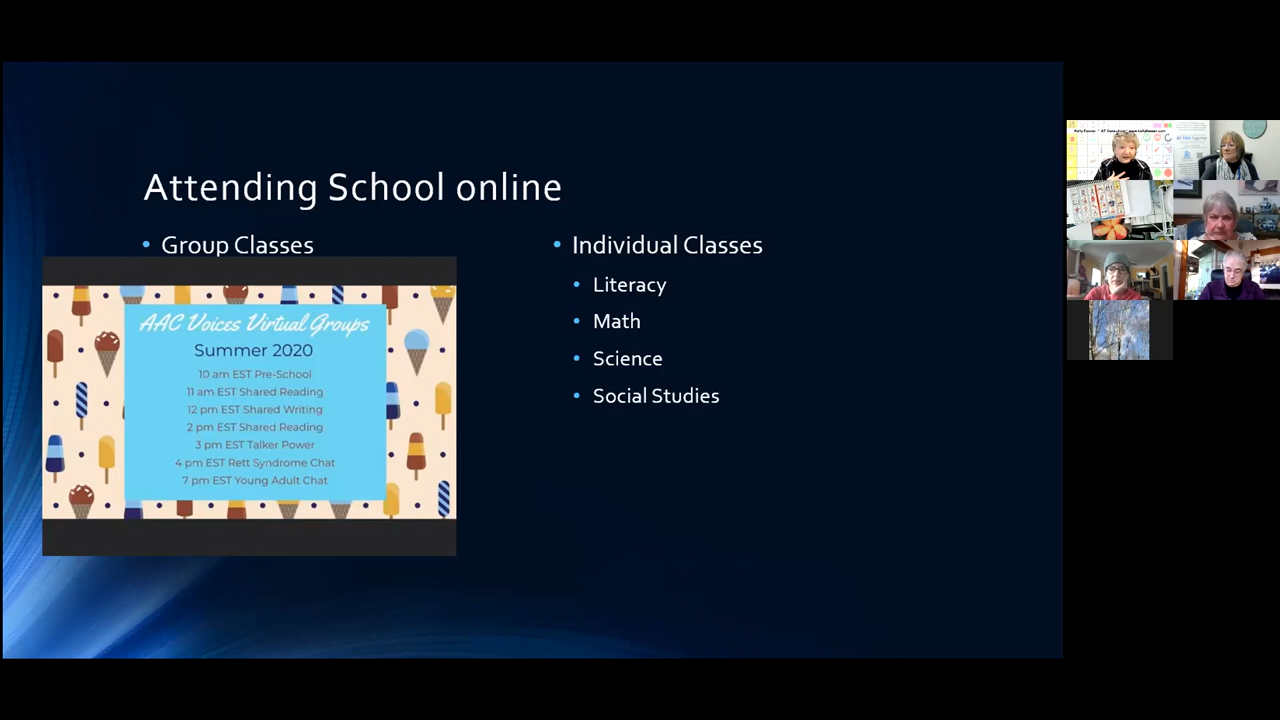 Attending School online
• Group Classes
AAC Voices Virtual Groups
Summer 2020
10 am EST Pre-School
11 am EST Shared Reading
12 pm EST Shared Writing
2 pm EST Shared Reading
3 pm EST Talker Power
4 pm EST Rett Syndrome Chat
7 pm EST Young Adult Chat
• Individual Classes
• Literacy
• Math
• Science
• Social Studies